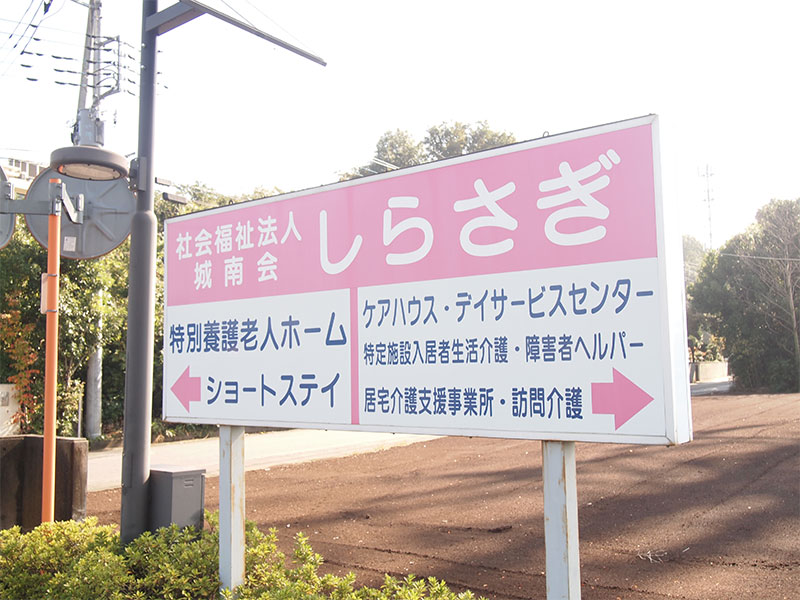 社会福祉法人
城南会
しらさぎ
特別養護老人ホーム
ショートステイ
ケアハウス・デイサービスセンター
特定施設入居者生活介護・障害者ヘルパー
居宅介護支援事業所・訪問介護